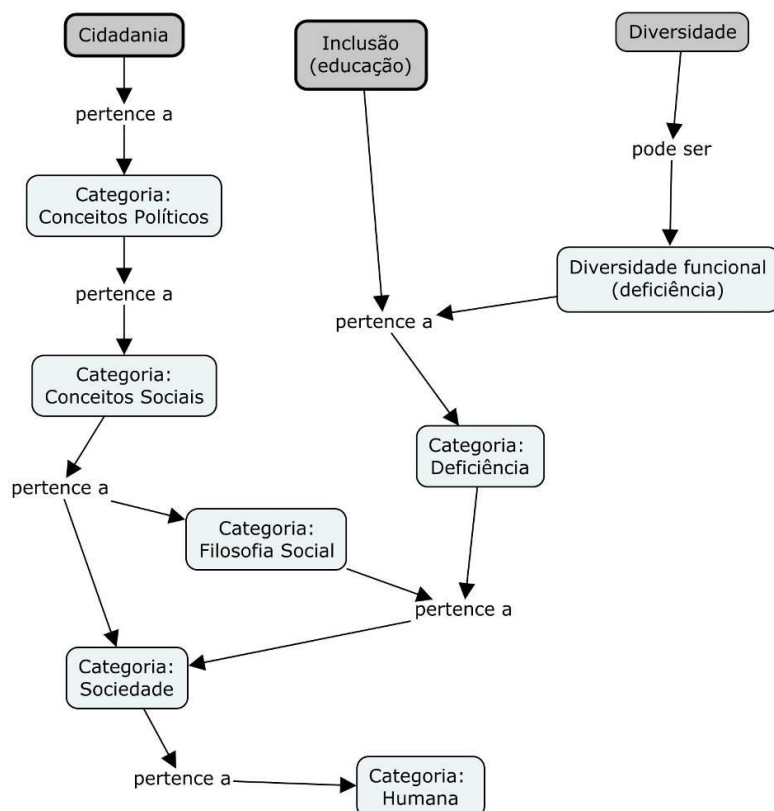 Cidadania
Inclusão
(educação)
Diversidade
pertence a
pode ser
Categoria:
Conceitos Políticos
Diversidade funcional
(deficiência)
pertence a
pertence a
Categoria:
Conceitos Sociais
Categoria:
Deficiência
pertence a
Categoria:
Filosofia Social
pertence a
Categoria:
Sociedade
pertence a
Categoria:
Humana